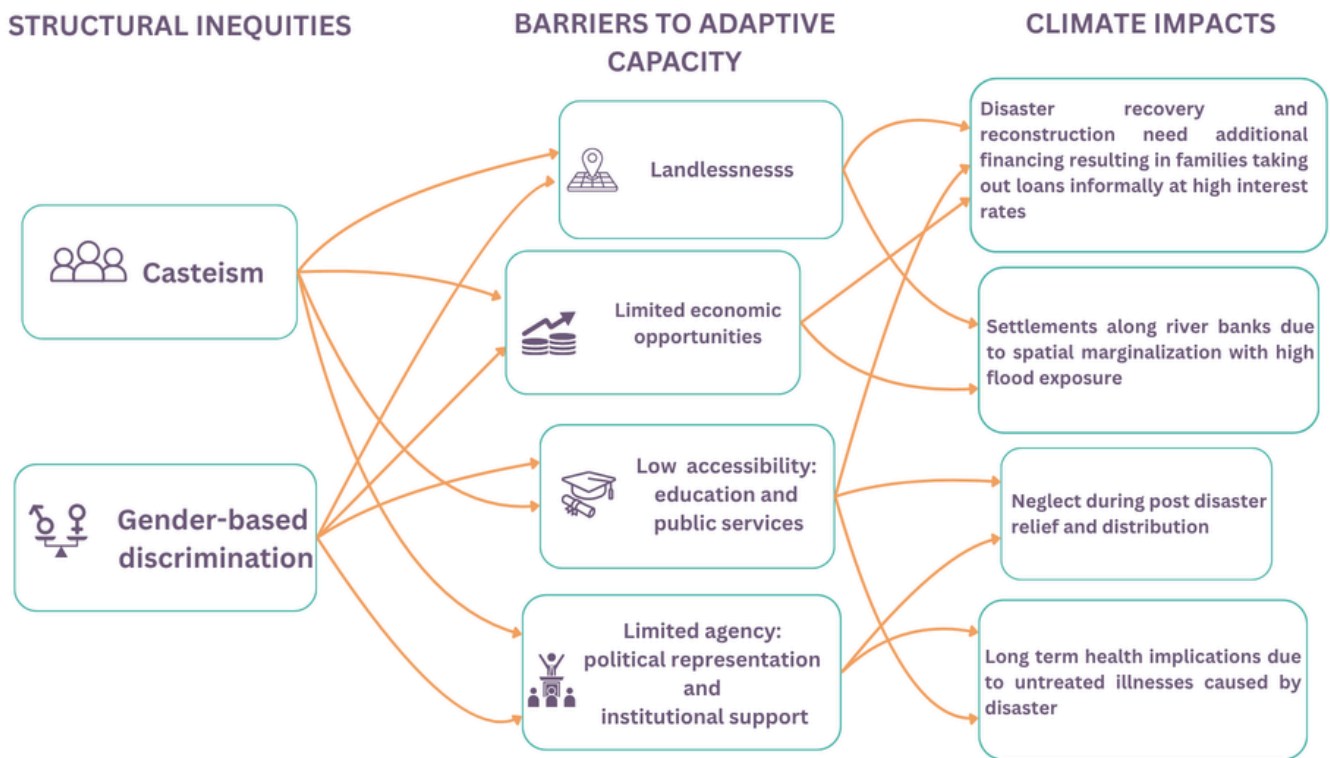 STRUCTURAL INEQUITIES
BARRIERS TO ADAPTIVE
CAPACITY
CLIMATE IMPACTS
Casteism
Gender-based
discrimination
Landlessnesss
Limited economic
opportunities
Low accessibility:
education and
public services
Limited agency:
political representation
and
institutional support
Disaster recovery and
reconstruction need additional
financing resulting in families taking
out loans informally at high interest
rates
Settlements along river banks due
to spatial marginalization with high
flood exposure
Neglect during post disaster
relief and distribution
Long term health implications due
to untreated illnesses caused by
disaster